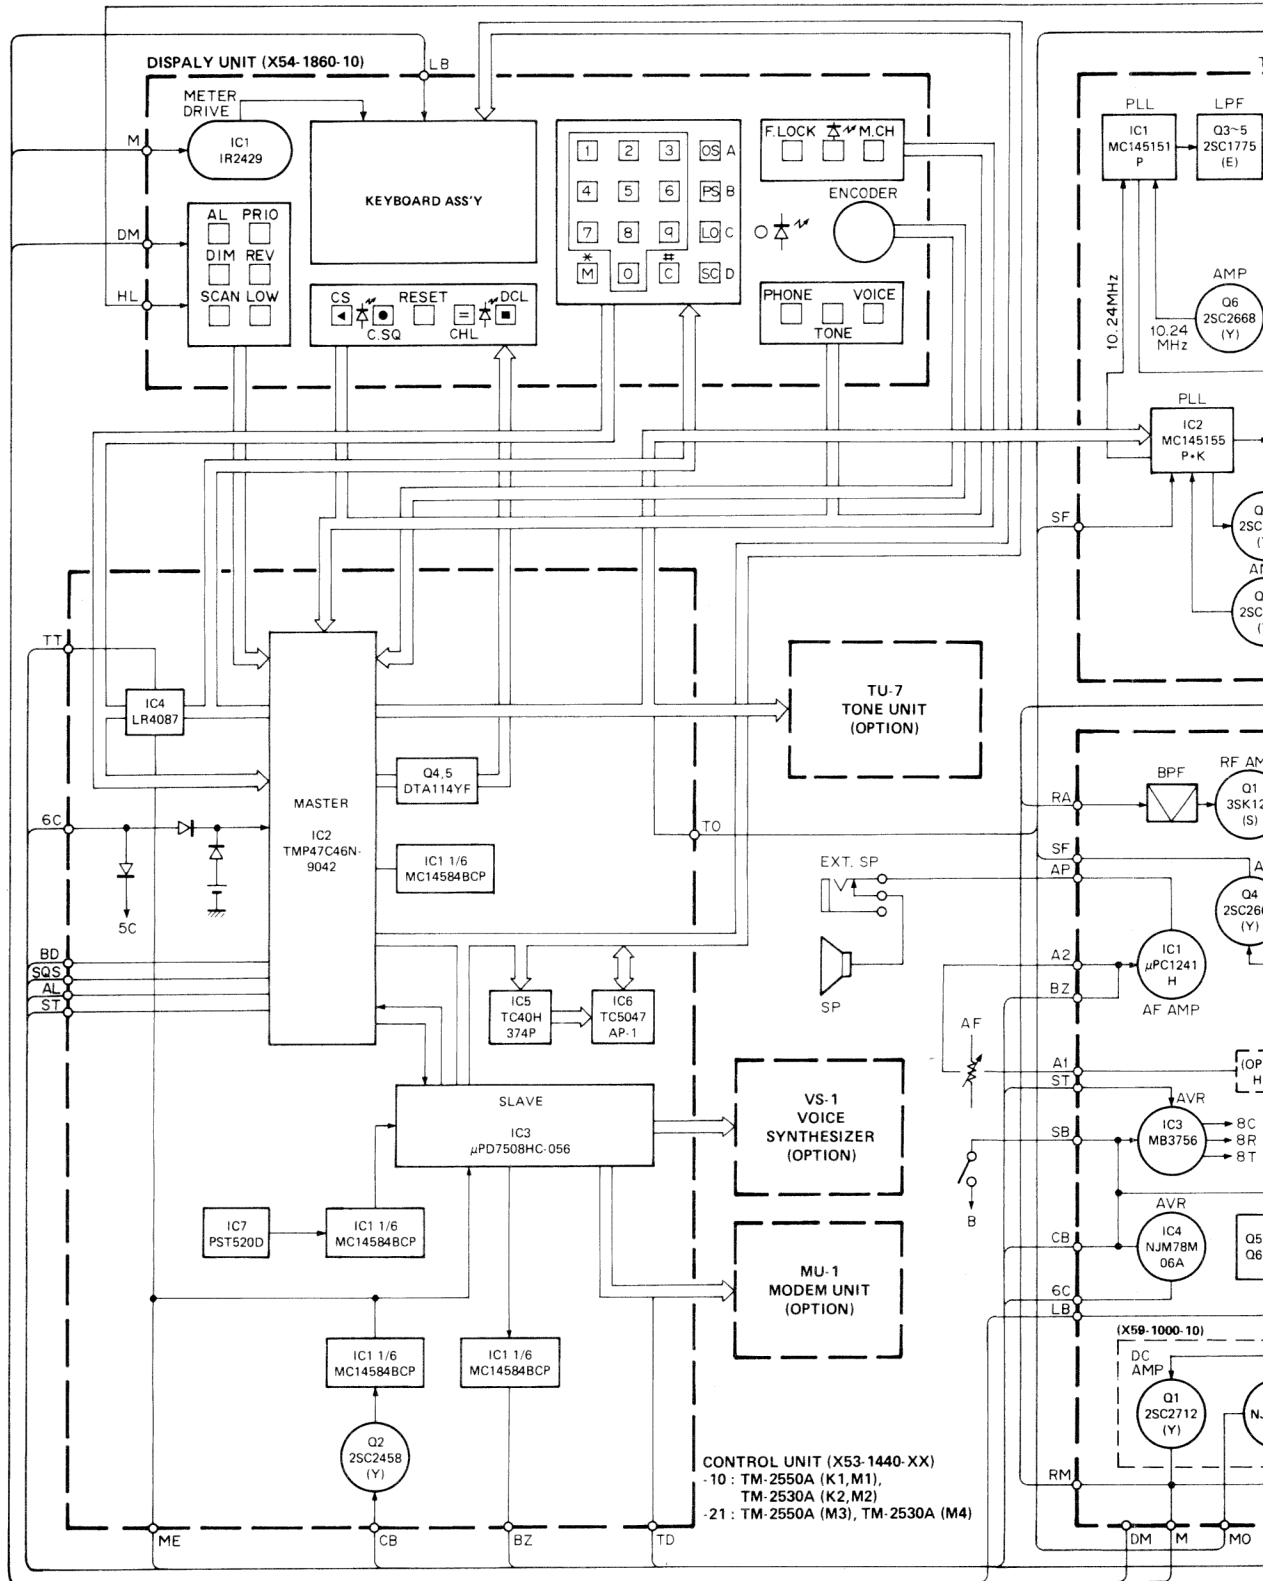 DISPALY UNIT (X54-1860-10)
LB
METER
DRIVE
M
IC1
IR2429
KEYBOARD ASS'Y
1 2 3 OS A
4 5 6 PS B
7 8 9 LO C
* #
M 0 C SC D
F.LOCK M.CH
ENCODER
DM
AL PRIO
DIM REV
SCAN LOW
HL
CS RESET DCL
C.SQ CHL
PHONE VOICE
TONE
PLL LPF
IC1
MC145151
P
Q3~5
2SC1775
(E)
10.24MHz
10.24
MHz
AMP
Q6
2SC2668
(Y)
PLL
IC2
MC145155
P*K
SF
TT
IC4
LR4087
6C
5C
MASTER
IC2
TMP47C46N-
9042
Q4,5
DTA114YF
IC1 1/6
MC14584BCP
TO
TU-7
TONE UNIT
(OPTION)
BD
SQS
AL
ST
IC5
TC40H
374P
IC6
TC5047
AP-1
SLAVE
IC3
μPD7508HC-056
IC7
PST520D
IC1 1/6
MC14584BCP
VS-1
VOICE
SYNTHESIZER
(OPTION)
MU-1
MODEM UNIT
(OPTION)
IC1 1/6
MC14584BCP
IC1 1/6
MC14584BCP
Q2
2SC2458
(Y)
ME
CB
BZ
TD
CONTROL UNIT (X53-1440-XX)
-10 : TM-2550A (K1,M1),
TM-2530A (K2,M2)
-21 : TM-2550A (M3), TM-2530A (M4)
EXT. SP
SP
AF
B
RA
BPF
RF AM
Q1
3SK12
(S)
SF
AP
Q4
2SC26
(Y)
A2
BZ
IC1
μPC1241
H
AF AMP
A1
ST
(OP
H
AVR
IC3
MB3756
8C
8R
8T
SB
AVR
IC4
NJM78M
06A
CB
Q5
Q6
6C
LB
(X59-1000-10)
DC
AMP
Q1
2SC2712
(Y)
RM
DM
M
MO